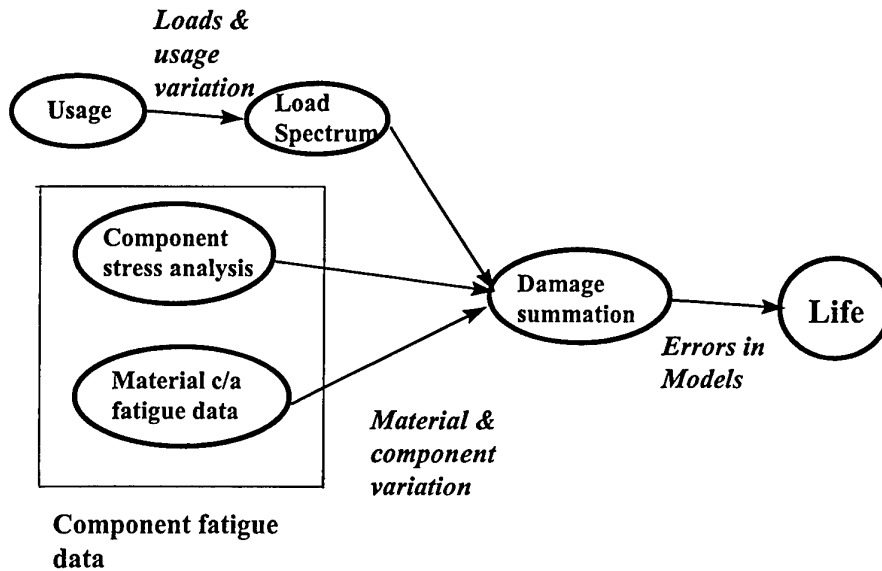 Loads &
usage
variation
Usage
Load
Spectrum
Component
stress analysis
Damage
summation
Life
Errors in
Models
Material c/a
fatigue data
Material &
component
variation
Component fatigue
data